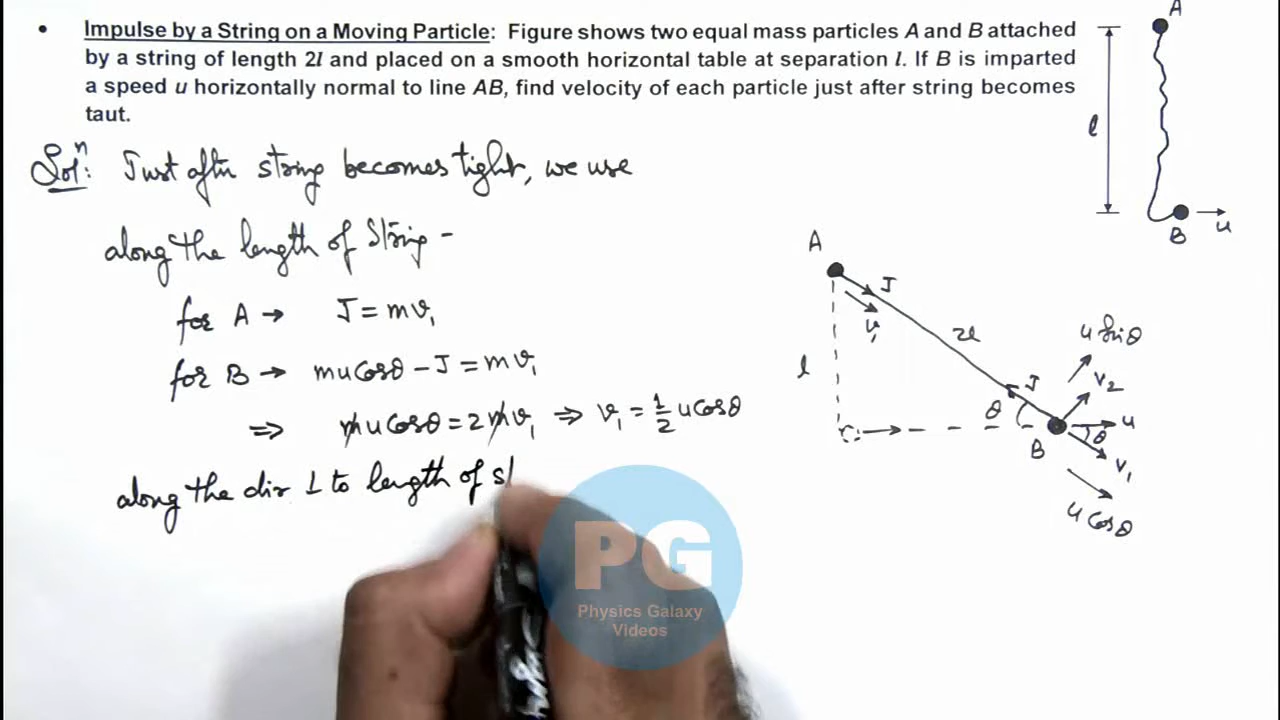 • Impulse by a String on a Moving Particle: Figure shows two equal mass particles A and B attached
by a string of length 2l and placed on a smooth horizontal table at separation l. If B is imparted
a speed u horizontally normal to line AB, find velocity of each particle just after string becomes
taut.
A
l
B
u
Solⁿ: Just after string becomes tight, we use
along the length of string -
for A → J = mv₁
for B → mu cosθ - J = mv₁
⇒ mu cosθ = 2mv₁ ⇒ v₁ = ½ u cosθ
along the dir ⊥ to length of s
A
J
v₁
2l
l
u sinθ
J
v₂
θ
u
B
θ
v₁
u cosθ
PG
Physics Galaxy
Videos